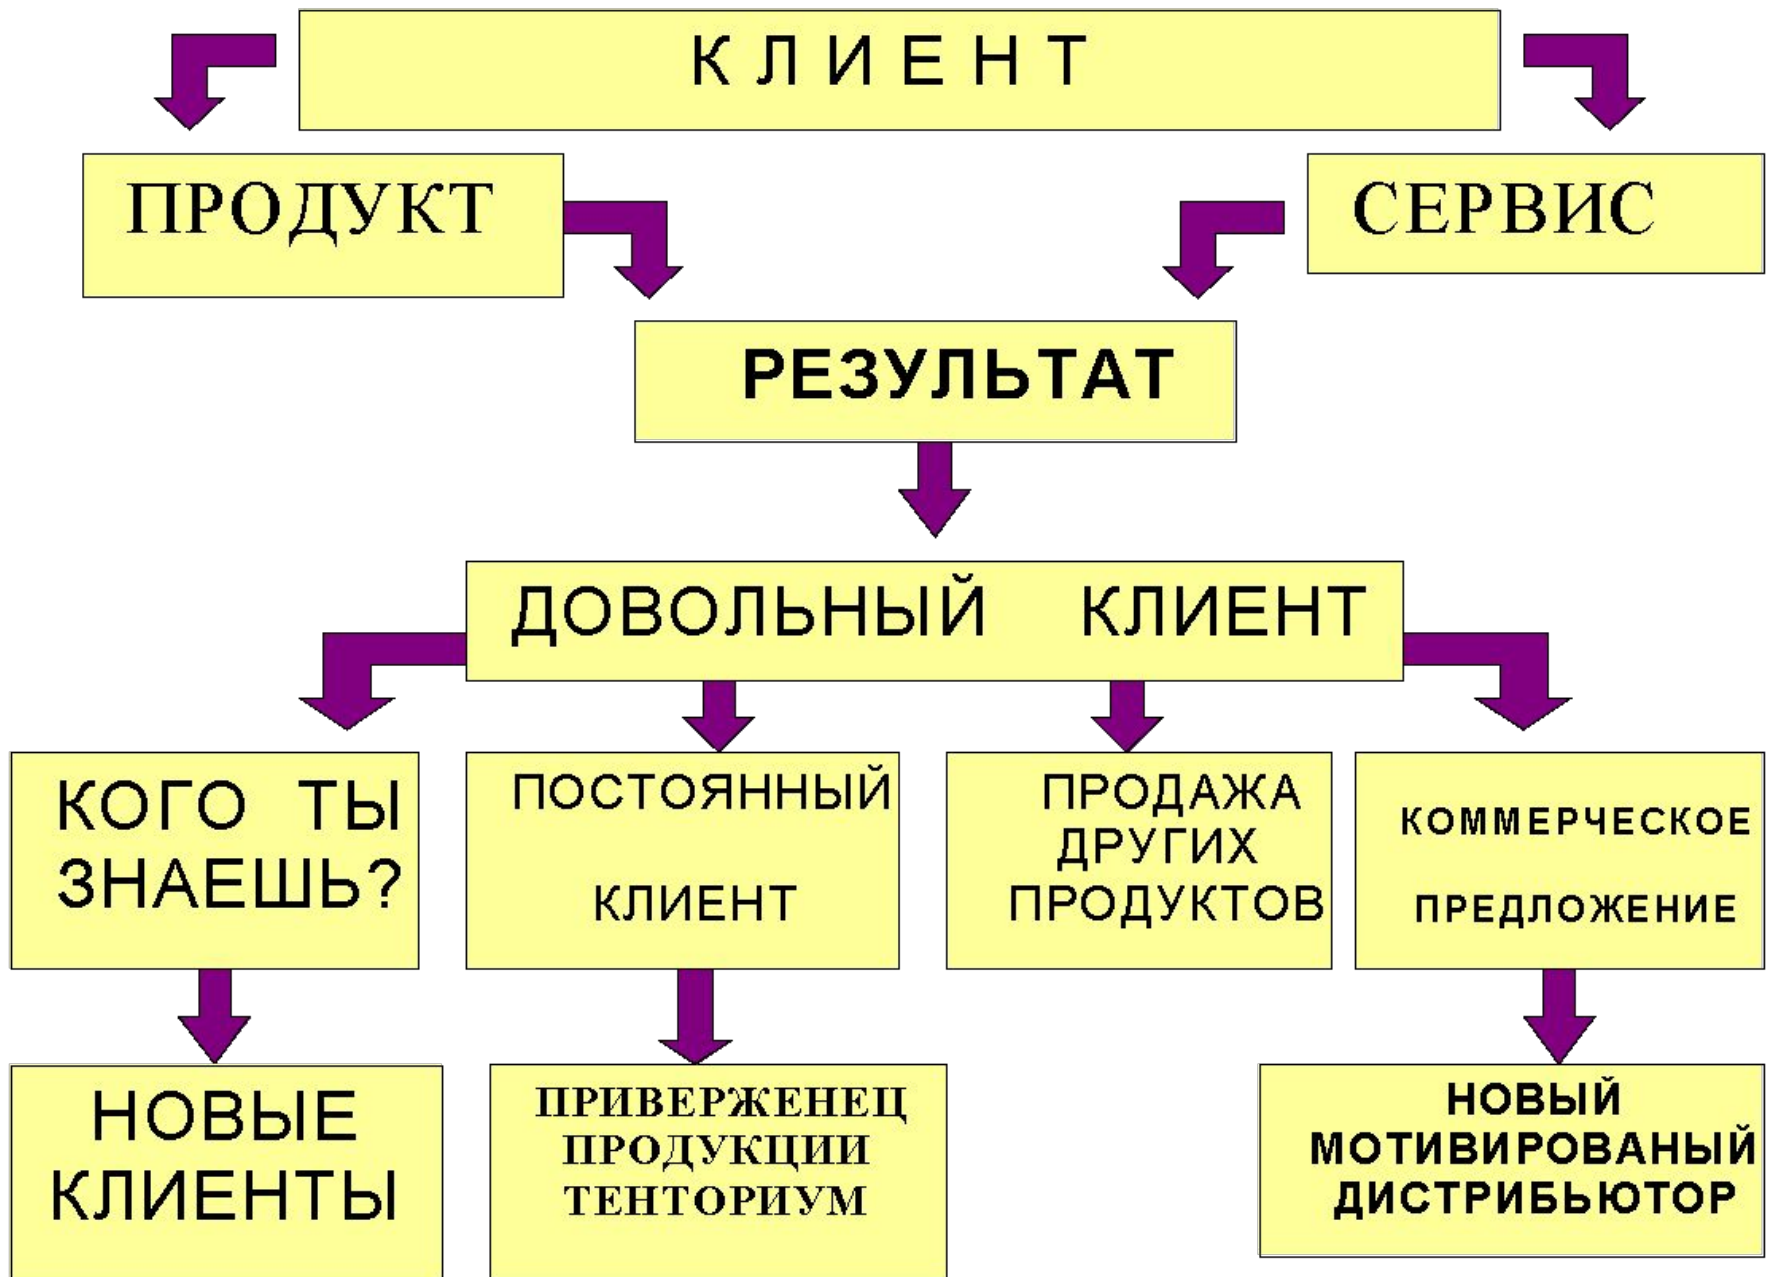 КЛИЕНТ
ПРОДУКТ
СЕРВИС
РЕЗУЛЬТАТ
ДОВОЛЬНЫЙ КЛИЕНТ
КОГО ТЫ
ЗНАЕШЬ?
ПОСТОЯННЫЙ
КЛИЕНТ
ПРОДАЖА
ДРУГИХ
ПРОДУКТОВ
КОММЕРЧЕСКОЕ
ПРЕДЛОЖЕНИЕ
НОВЫЕ
КЛИЕНТЫ
ПРИВЕРЖЕНЕЦ
ПРОДУКЦИИ
ТЕНТОРИУМ
НОВЫЙ
МОТИВИРОВАНЫЙ
ДИСТРИБЬЮТОР